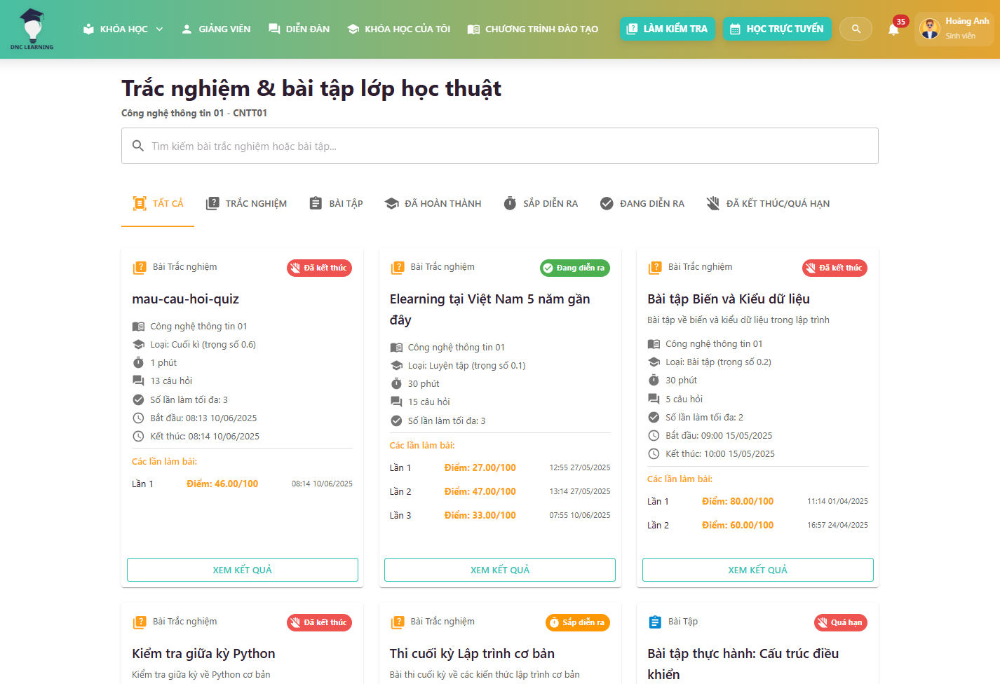 DNC LEARNING
KHÓA HỌC
GIẢNG VIÊN
DIỄN ĐÀN
KHÓA HỌC CỦA TÔI
CHƯƠNG TRÌNH ĐÀO TẠO
LÀM KIỂM TRA
HỌC TRỰC TUYẾN
35
Hoàng Anh
Sinh viên
Trắc nghiệm & bài tập lớp học thuật
Công nghệ thông tin 01 - CNTT01
Tìm kiếm bài trắc nghiệm hoặc bài tập...
TẤT CẢ
TRẮC NGHIỆM
BÀI TẬP
ĐÃ HOÀN THÀNH
SẮP DIỄN RA
ĐANG DIỄN RA
ĐÃ KẾT THÚC/QUÁ HẠN
Bài Trắc nghiệm
Đã kết thúc
mau-cau-hoi-quiz
Công nghệ thông tin 01
Loại: Cuối kì (trọng số 0.6)
1 phút
13 câu hỏi
Số lần làm tối đa: 3
Bắt đầu: 08:13 10/06/2025
Kết thúc: 08:14 10/06/2025
Các lần làm bài:
Lần 1 Điểm: 46.00/100 08:14 10/06/2025
XEM KẾT QUẢ
Bài Trắc nghiệm
Đang diễn ra
Elearning tại Việt Nam 5 năm gần
đây
Công nghệ thông tin 01
Loại: Luyện tập (trọng số 0.1)
30 phút
15 câu hỏi
Số lần làm tối đa: 3
Các lần làm bài:
Lần 1 Điểm: 27.00/100 12:55 27/05/2025
Lần 2 Điểm: 47.00/100 13:14 27/05/2025
Lần 3 Điểm: 33.00/100 07:55 10/06/2025
XEM KẾT QUẢ
Bài Trắc nghiệm
Đã kết thúc
Bài tập Biến và Kiểu dữ liệu
Bài tập về biến và kiểu dữ liệu trong lập trình
Công nghệ thông tin 01
Loại: Bài tập (trọng số 0.2)
30 phút
5 câu hỏi
Số lần làm tối đa: 2
Bắt đầu: 09:00 15/05/2025
Kết thúc: 10:00 15/05/2025
Các lần làm bài:
Lần 1 Điểm: 80.00/100 11:14 01/04/2025
Lần 2 Điểm: 60.00/100 16:57 24/04/2025
XEM KẾT QUẢ
Bài Trắc nghiệm
Đã kết thúc
Kiểm tra giữa kỳ Python
Kiểm tra giữa kỳ về Python cơ bản
Bài Trắc nghiệm
Sắp diễn ra
Thi cuối kỳ Lập trình cơ bản
Bài thi cuối kỳ về các kiến thức lập trình cơ bản
Bài Tập
Quá hạn
Bài tập thực hành: Cấu trúc điều
khiển